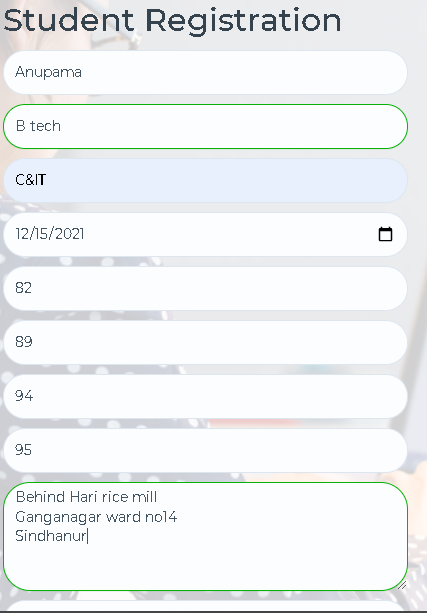 Student Registration
Anupama
B tech
C&IT
12/15/2021
82
89
94
95
Behind Hari rice mill
Ganganagar ward no14
Sindhanur